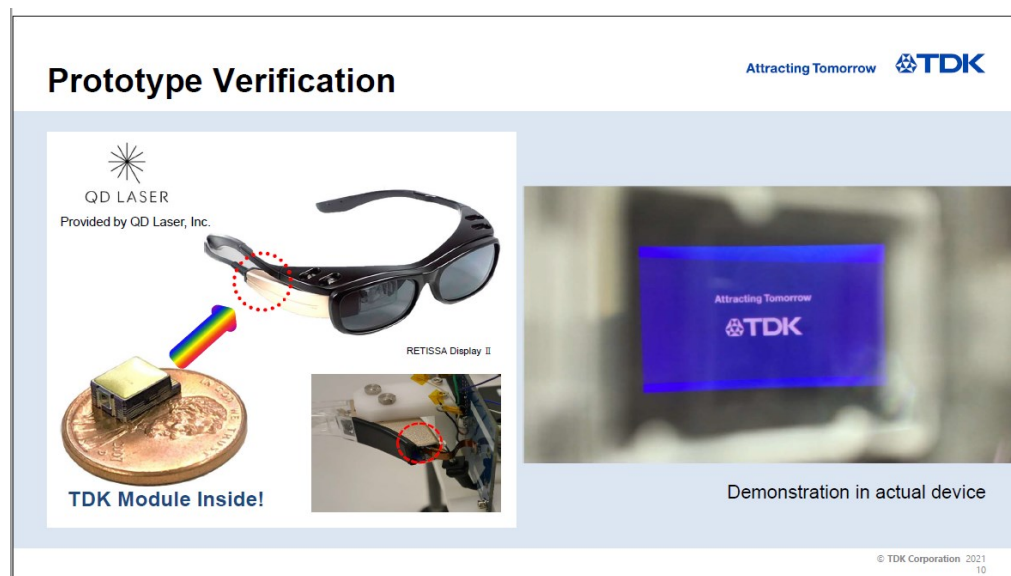 Prototype Verification
Attracting Tomorrow TDK
QD LASER
Provided by QD Laser, Inc.
RETISSA Display Ⅱ
TDK Module Inside!
Attracting Tomorrow
TDK
Demonstration in actual device
© TDK Corporation 2021
10